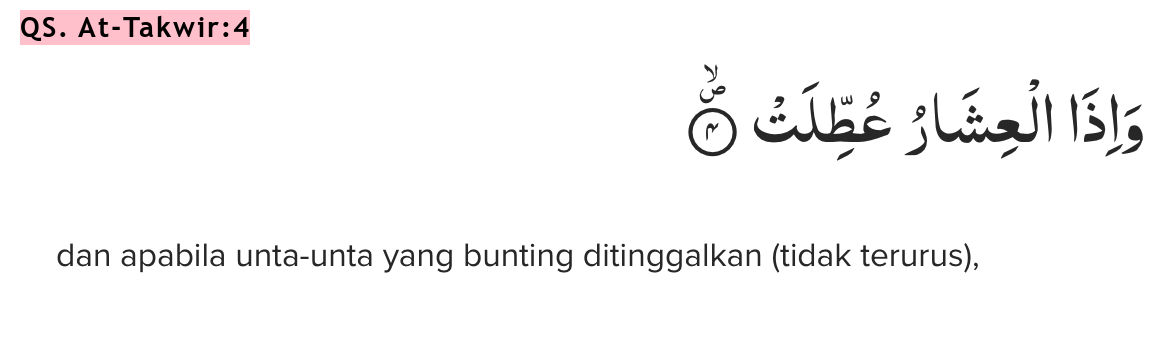 QS. At-Takwir:4
وَاِذَا الْعِشَارُ عُطِّلَتْۙ ۖ ٤
dan apabila unta-unta yang bunting ditinggalkan (tidak terurus),